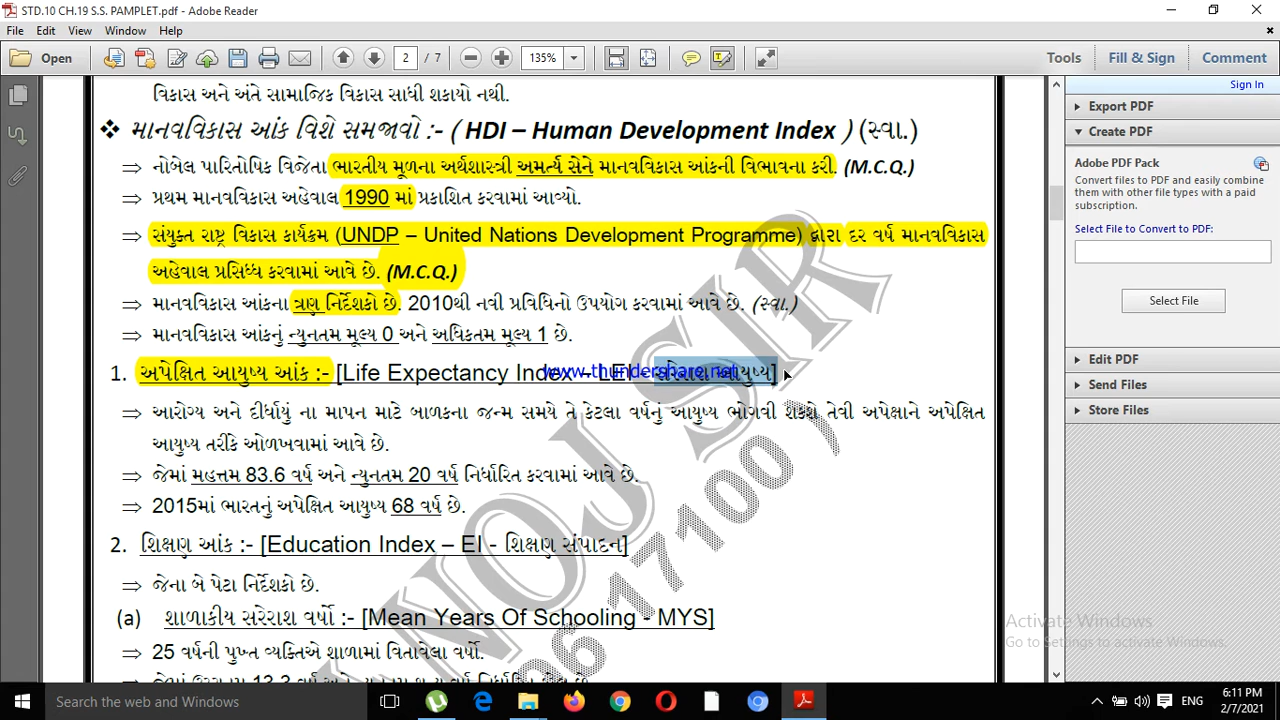 STD.10 CH.19 S.S. PAMPLET.pdf - Adobe Reader
File Edit View Window Help
Open 2 / 7 135% Tools Fill & Sign Comment
Sign In
Export PDF
Create PDF
Adobe PDF Pack
Convert files to PDF and easily combine
them with other file types with a paid
subscription.
Select File to Convert to PDF:
Select File
Edit PDF
Send Files
Store Files
વિકાસ અને અંતે સામાજિક વિકાસ સાધી શકાયો નથી.
❖ માનવવિકાસ આંક વિશે સમજાવો :- ( HDI – Human Development Index ) (સ્વા.)
⇒ નોબેલ પારિતોષિક વિજેતા ભારતીય મૂળના અર્થશાસ્ત્રી અમર્ત્ય સેને માનવવિકાસ આંકની વિભાવના કરી. (M.C.Q.)
⇒ પ્રથમ માનવવિકાસ અહેવાલ 1990 માં પ્રકાશિત કરવામાં આવ્યો.
⇒ સંયુક્ત રાષ્ટ્ર વિકાસ કાર્યક્રમ (UNDP – United Nations Development Programme) દ્વારા દર વર્ષ માનવવિકાસ
અહેવાલ પ્રસિધ્ધ કરવામાં આવે છે. (M.C.Q.)
⇒ માનવવિકાસ આંકના ત્રણ નિર્દેશકો છે. 2010થી નવી પ્રવિધિનો ઉપયોગ કરવામાં આવે છે. (સ્વા.)
⇒ માનવવિકાસ આંકનું ન્યુનતમ મૂલ્ય 0 અને અધિકતમ મૂલ્ય 1 છે.
1. અપેક્ષિત આયુષ્ય આંક :- [Life Expectancy Index – LEI - સરેરાશ આયુષ્ય]
www.thundershare.net
⇒ આરોગ્ય અને દીર્ધાયું ના માપન માટે બાળકના જન્મ સમયે તે કેટલા વર્ષનું આયુષ્ય ભોગવી શકશે તેવી અપેક્ષાને અપેક્ષિત
આયુષ્ય તરીકે ઓળખવામાં આવે છે.
⇒ જેમાં મહત્તમ 83.6 વર્ષ અને ન્યુનતમ 20 વર્ષ નિર્ધારિત કરવામાં આવે છે.
⇒ 2015માં ભારતનું અપેક્ષિત આયુષ્ય 68 વર્ષ છે.
2. શિક્ષણ આંક :- [Education Index – EI - શિક્ષણ સંપાદન]
⇒ જેના બે પેટા નિર્દેશકો છે.
(a) શાળાકીય સરેરાશ વર્ષો :- [Mean Years Of Schooling - MYS]
⇒ 25 વર્ષની પુખ્ત વ્યક્તિએ શાળામાં વિતાવેલા વર્ષો.
NOJ SIR
17100 )
Activate Windows
Go to Settings to activate Windows.
Search the web and Windows
ENG
6:11 PM
2/7/2021